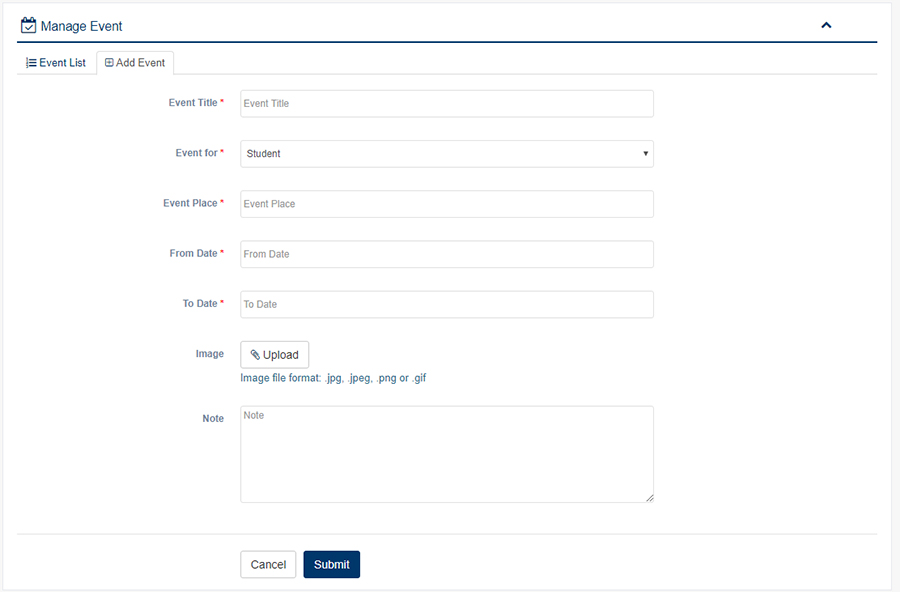 Manage Event
Event List
Add Event
Event Title *
Event Title
Event for *
Student
Event Place *
Event Place
From Date *
From Date
To Date *
To Date
Image
Upload
Image file format: .jpg, .jpeg, .png or .gif
Note
Note
Cancel
Submit